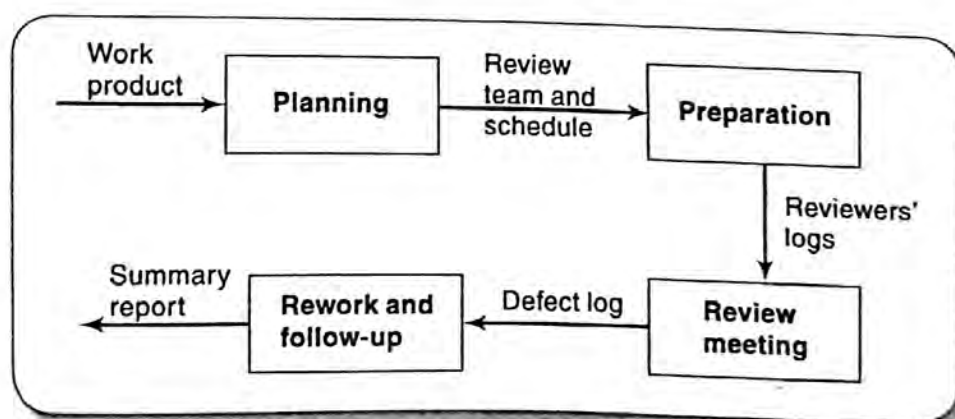 Work
product
Planning
Review
team and
schedule
Preparation
Reviewers'
logs
Review
meeting
Defect log
Rework and
follow-up
Summary
report